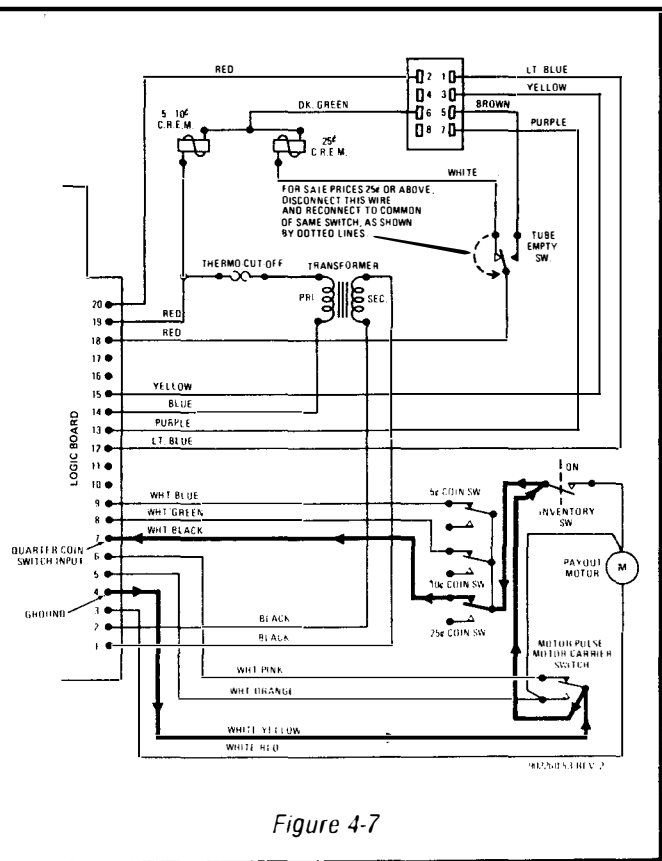 RED
2 1
LT. BLUE
4 3
YELLOW
DK. GREEN
6 5
BROWN
8 7
PURPLE
5 10¢
C.R.E.M.
25¢
C.R.E.M.
WHITE
FOR SALE PRICES 25¢ OR ABOVE,
DISCONNECT THIS WIRE
AND RECONNECT TO COMMON
OF SAME SWITCH, AS SHOWN
BY DOTTED LINES.
TUBE
EMPTY
SW.
THERMO CUT-OFF
TRANSFORMER
PRI.
SEC.
20
19
RED
18
RED
17
16
15
YELLOW
14
BLUE
13
PURPLE
12
LT. BLUE
11
10
LOGIC BOARD
9
WHT BLUE
5¢ COIN SW
8
WHT GREEN
7
WHT BLACK
ON
INVENTORY
SW
QUARTER COIN
SWITCH INPUT
6
5
10¢ COIN SW
PAYOUT
MOTOR
M
4
GROUND
3
2
BLACK
25¢ COIN SW
1
BLACK
MOTOR PULSE
MOTOR CARRIER
SWITCH
WHT PINK
WHT ORANGE
WHITE YELLOW
WHITE RED
REV. 2
Figure 4-7